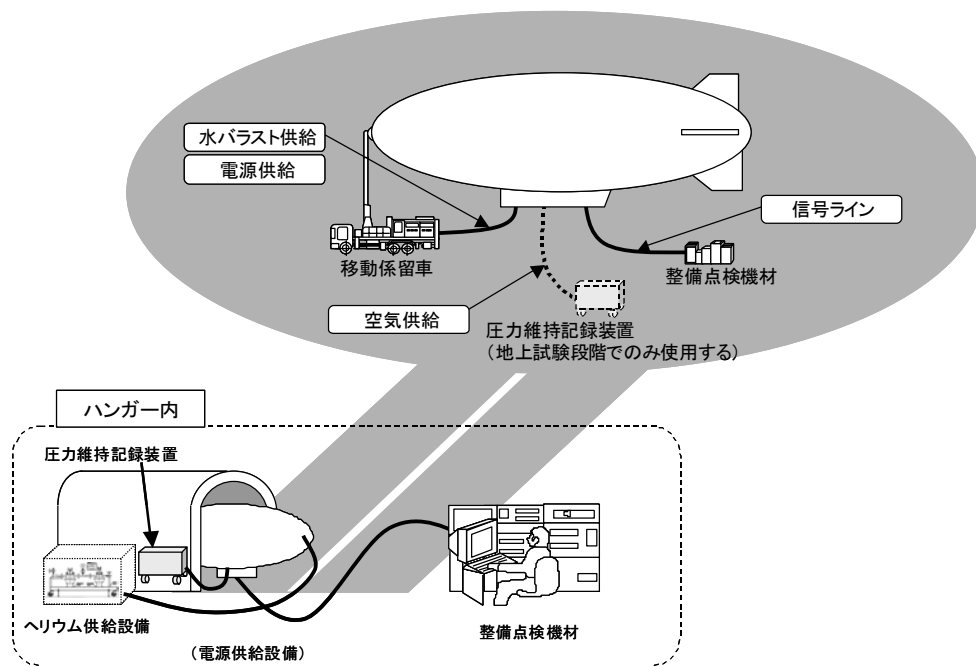 水バラスト供給
電源供給
信号ライン
移動係留車
整備点検機材
空気供給
圧力維持記録装置
（地上試験段階でのみ使用する）
ハンガー内
圧力維持記録装置
ヘリウム供給設備
整備点検機材
（電源供給設備）